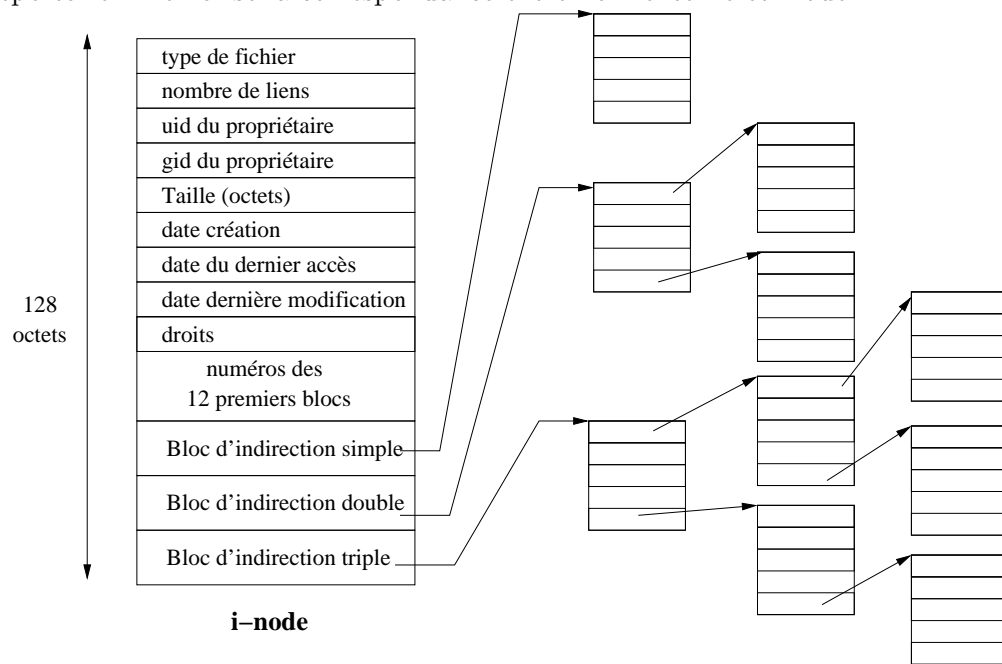 type de fichier
nombre de liens
uid du propriétaire
gid du propriétaire
Taille (octets)
date création
date du dernier accès
date dernière modification
droits
numéros des
12 premiers blocs
Bloc d'indirection simple
Bloc d'indirection double
Bloc d'indirection triple
128
octets
i−node